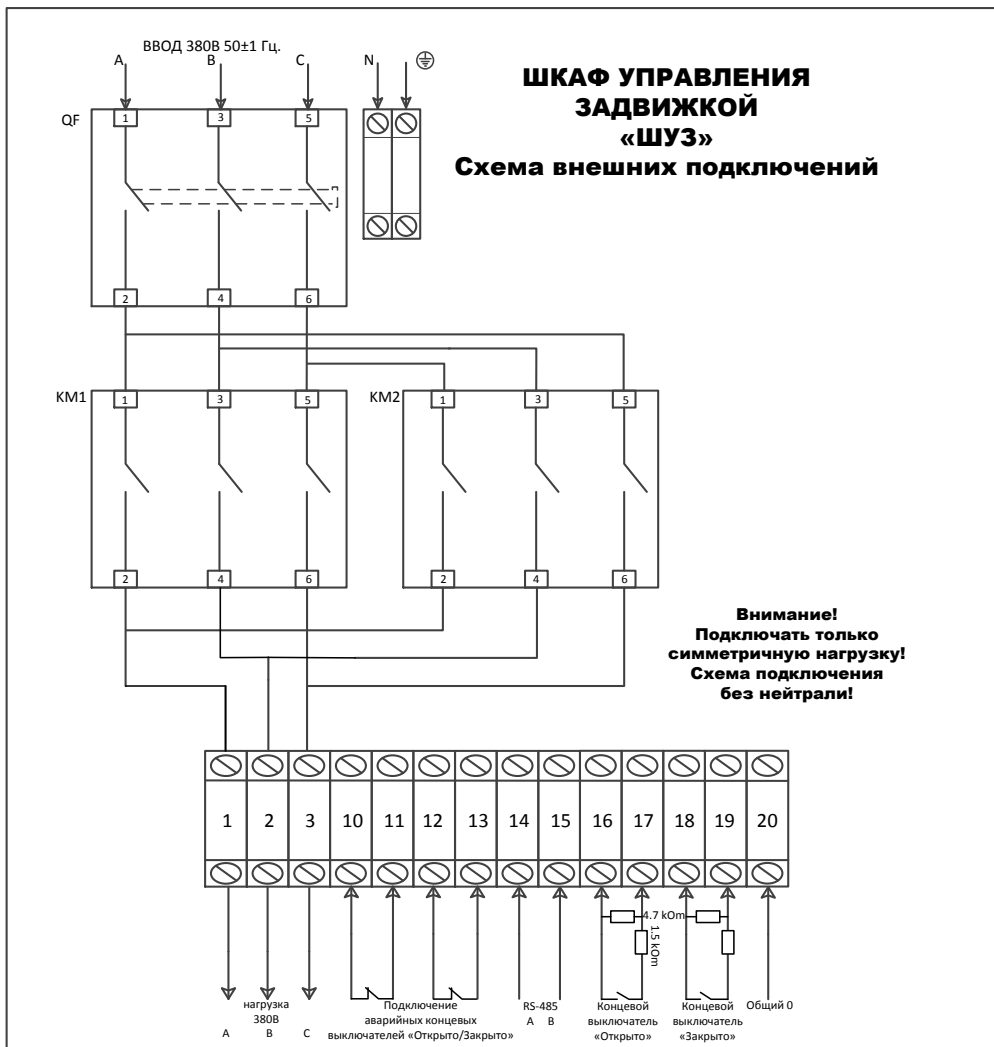 ВВОД 380В 50±1 Гц.
A B C N
ШКАФ УПРАВЛЕНИЯ
ЗАДВИЖКОЙ
«ШУЗ»
Схема внешних подключений
QF
1 3 5
2 4 6
KM1
1 3 5
2 4 6
KM2
1 3 5
2 4 6
Внимание!
Подключать только
симметричную нагрузку!
Схема подключения
без нейтрали!
1 2 3 10 11 12 13 14 15 16 17 18 19 20
4.7 kOm
1.5 kOm
нагрузка
380В
A B C
Подключение
аварийных концевых
выключателей «Открыто/Закрыто»
RS-485
A B
Концевой
выключатель
«Открыто»
Концевой
выключатель
«Закрыто»
Общий 0